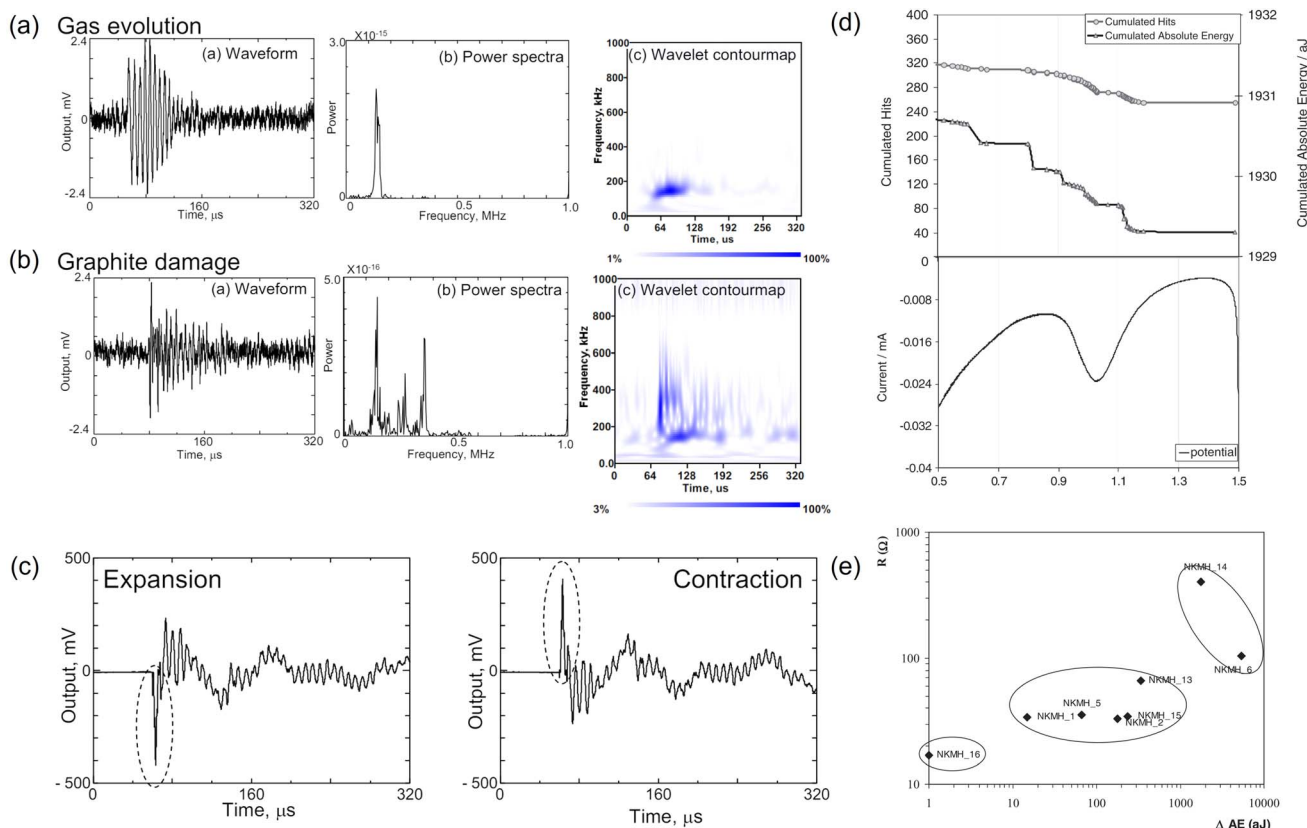 (a) Gas evolution
2.4
(a) Waveform
Output, mV
0
-2.4
0 160 320
Time, μs
X10-15
3.0
(b) Power spectra
Power
0
0 0.5 1.0
Frequency, MHz
1000
(c) Wavelet contourmap
800
600
400
200
0.0
Frequency, kHz
0 64 128 192 256 320
Time, us
1% 100%
(b) Graphite damage
2.4
(a) Waveform
Output, mV
0
-2.4
0 160 320
Time, μs
X10-16
5.0
(b) Power spectra
Power
0
0 0.5 1.0
Frequency, MHz
1000
(c) Wavelet contourmap
800
600
400
200
0.0
Frequency, kHz
0 64 128 192 256 320
Time, us
3% 100%
(c)
500
Expansion
Output, mV
0
-500
0 160 320
Time, μs
500
Contraction
Output, mV
0
-500
0 160 320
Time, μs
(d)
Cumulated Hits
Cumulated Absolute Energy
400
360
320
280
240
200
160
120
80
40
Cumulated Hits
1932
1931
1930
1929
Cumulated Absolute Energy / aJ
0
-0.008
-0.016
-0.024
-0.032
-0.04
Current / mA
potential
0.5 0.7 0.9 1.1 1.3 1.5
(e)
1000
100
10
R (Ω)
NKMH_14
NKMH_6
NKMH_13
NKMH_5
NKMH_1
NKMH_15
NKMH_2
NKMH_16
1 10 100 1000 10000
Δ AE (aJ)